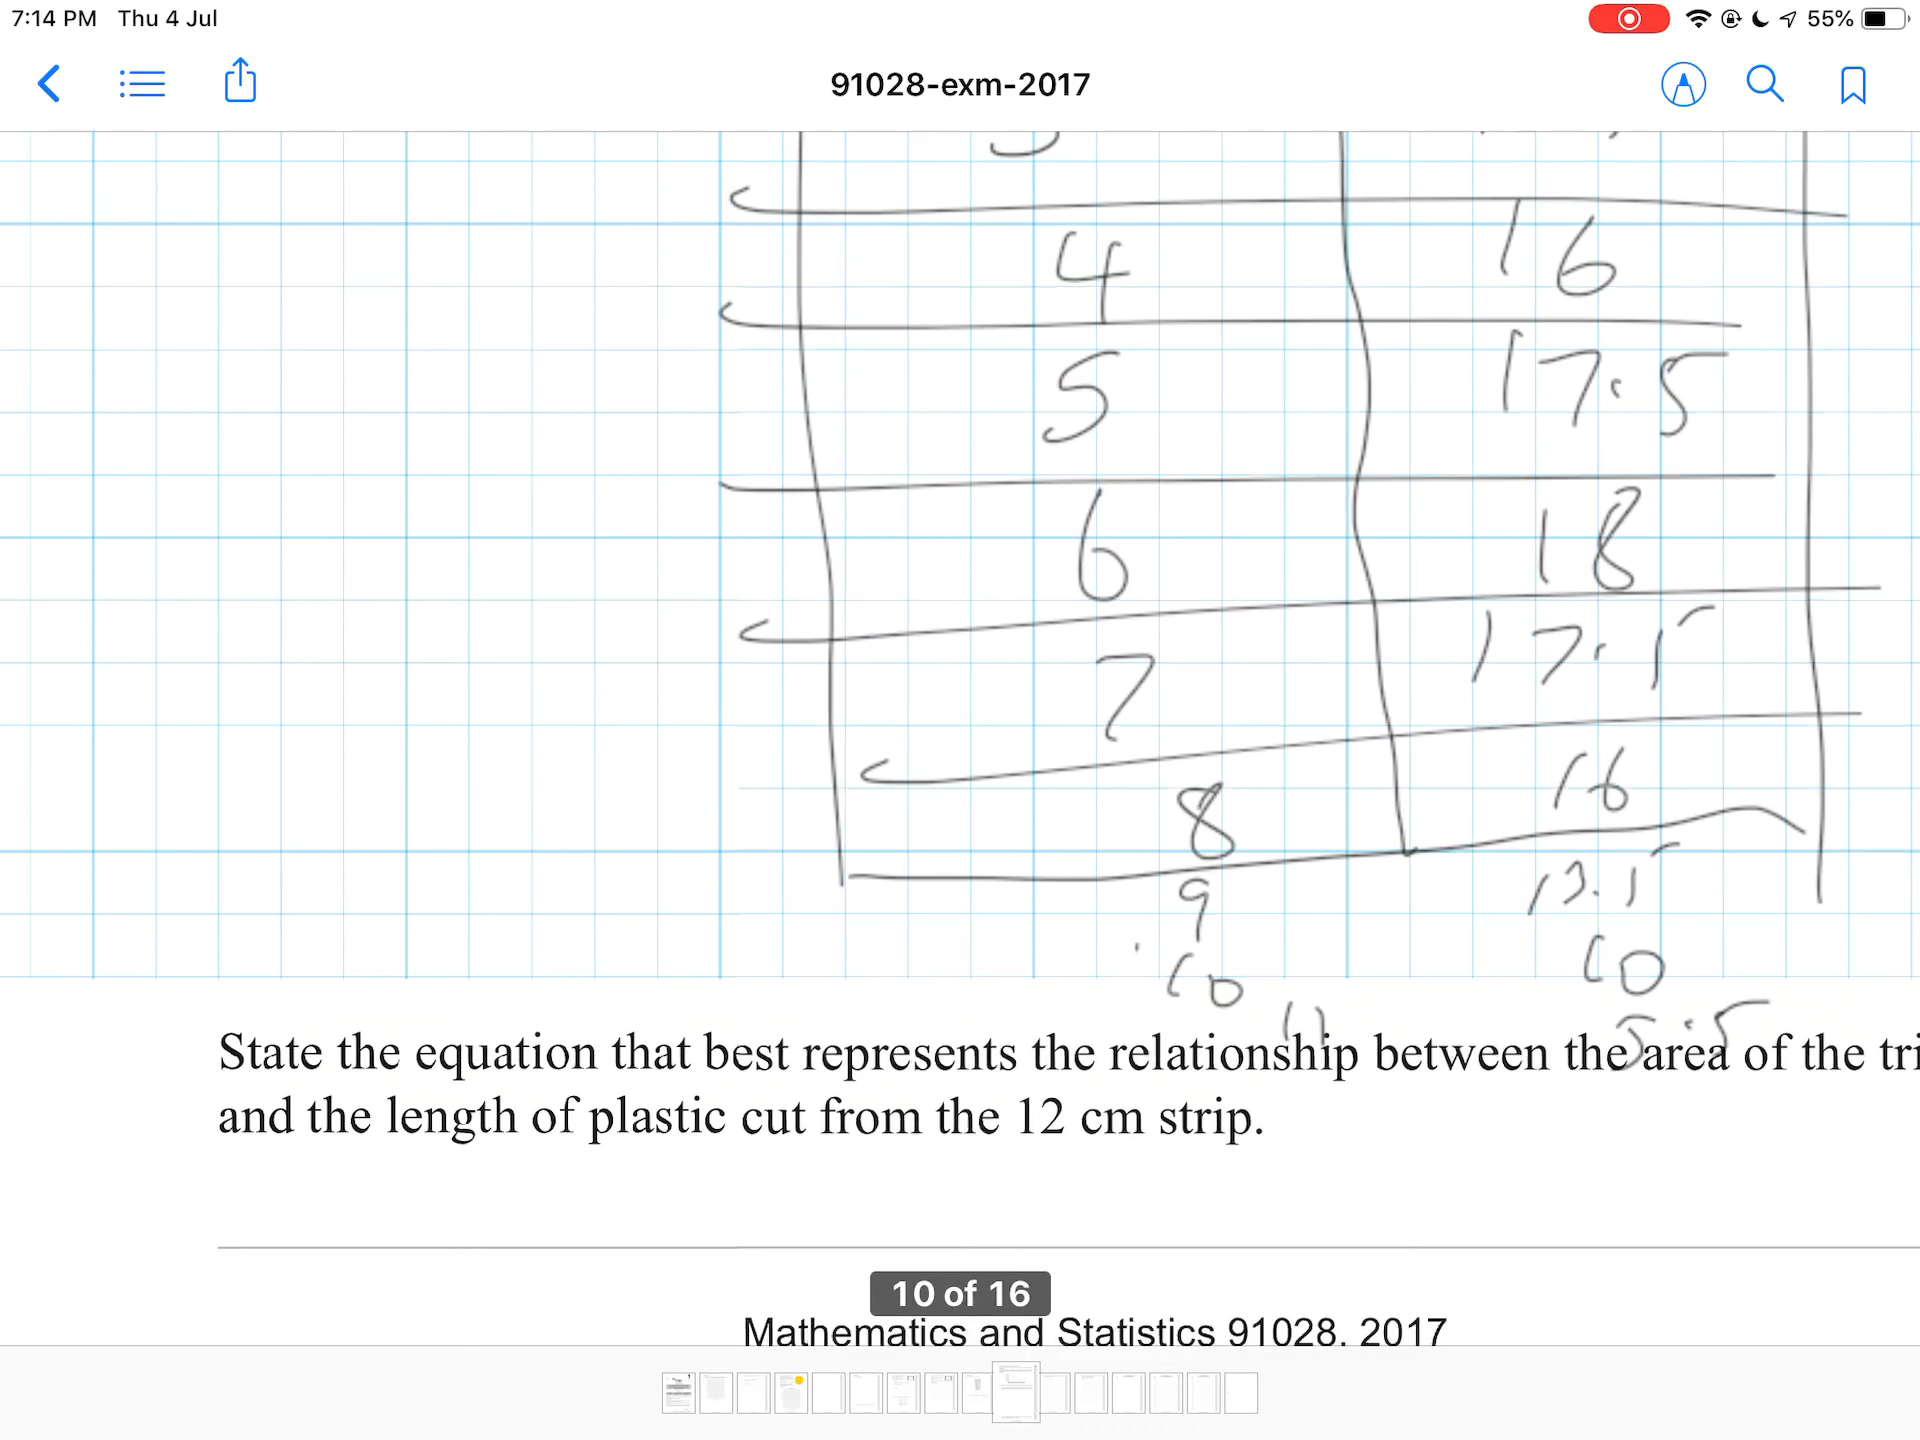 7:14 PM Thu 4 Jul
55%
91028-exm-2017
4 16
5 17.5
6 18
7 17.5
8 16
9 13.5
10 10
11 5.5
State the equation that best represents the relationship between the area of the tri
and the length of plastic cut from the 12 cm strip.
10 of 16
Mathematics and Statistics 91028, 2017